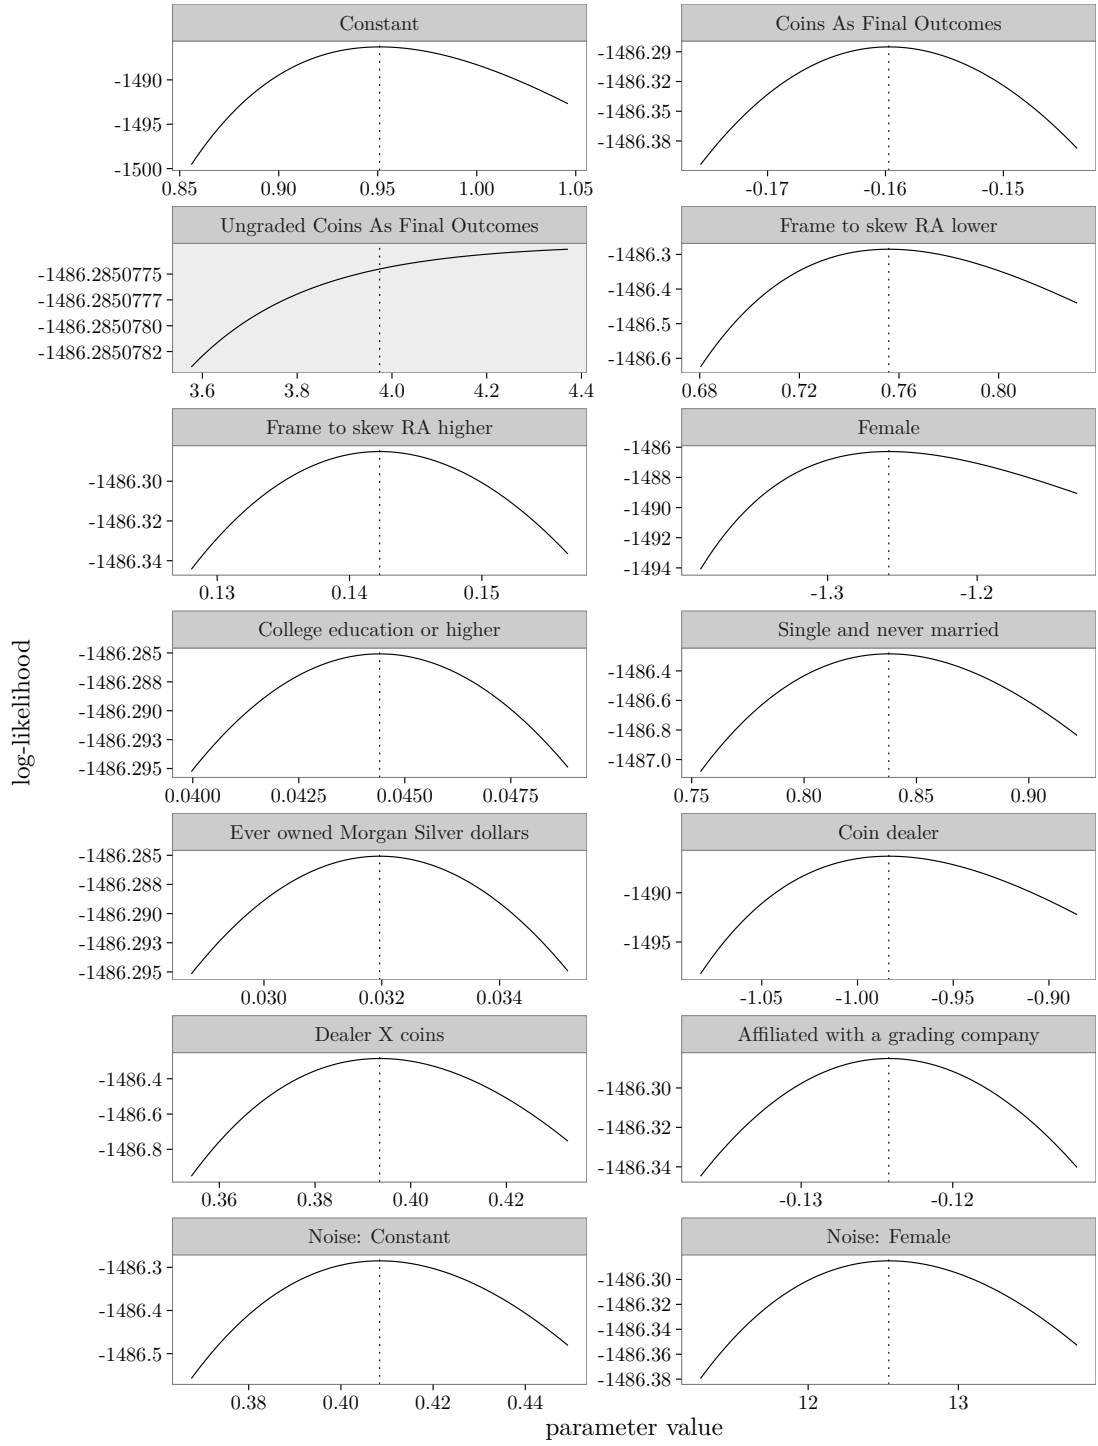 Constant
-1490
-1495
-1500
0.85 0.90 0.95 1.00 1.05
Coins As Final Outcomes
-1486.29
-1486.32
-1486.35
-1486.38
-0.17 -0.16 -0.15
Ungraded Coins As Final Outcomes
-1486.2850775
-1486.2850777
-1486.2850780
-1486.2850782
3.6 3.8 4.0 4.2 4.4
Frame to skew RA lower
-1486.3
-1486.4
-1486.5
-1486.6
0.68 0.72 0.76 0.80
Frame to skew RA higher
-1486.30
-1486.32
-1486.34
0.13 0.14 0.15
Female
-1486
-1488
-1490
-1492
-1494
-1.3 -1.2
College education or higher
-1486.285
-1486.288
-1486.290
-1486.293
-1486.295
0.0400 0.0425 0.0450 0.0475
Single and never married
-1486.4
-1486.6
-1486.8
-1487.0
0.75 0.80 0.85 0.90
Ever owned Morgan Silver dollars
-1486.285
-1486.288
-1486.290
-1486.293
-1486.295
0.030 0.032 0.034
Coin dealer
-1490
-1495
-1.05 -1.00 -0.95 -0.90
Dealer X coins
-1486.4
-1486.6
-1486.8
0.36 0.38 0.40 0.42
Affiliated with a grading company
-1486.30
-1486.32
-1486.34
-0.13 -0.12
Noise: Constant
-1486.3
-1486.4
-1486.5
0.38 0.40 0.42 0.44
Noise: Female
-1486.30
-1486.32
-1486.34
-1486.36
-1486.38
12 13
log-likelihood
parameter value